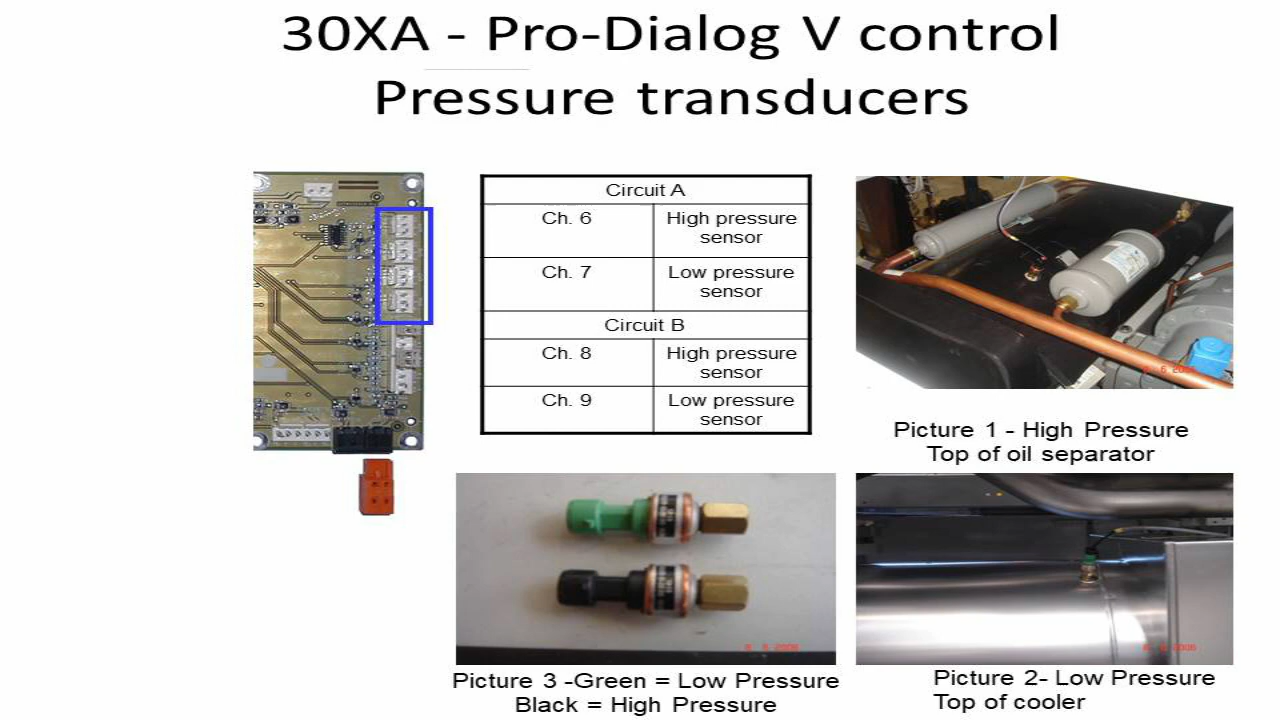 30XA - Pro-Dialog V control
Pressure transducers
Circuit A
Ch. 6
High pressure
sensor
Ch. 7
Low pressure
sensor
Circuit B
Ch. 8
High pressure
sensor
Ch. 9
Low pressure
sensor
Picture 1 - High Pressure
Top of oil separator
Picture 3 -Green = Low Pressure
Black = High Pressure
Picture 2- Low Pressure
Top of cooler